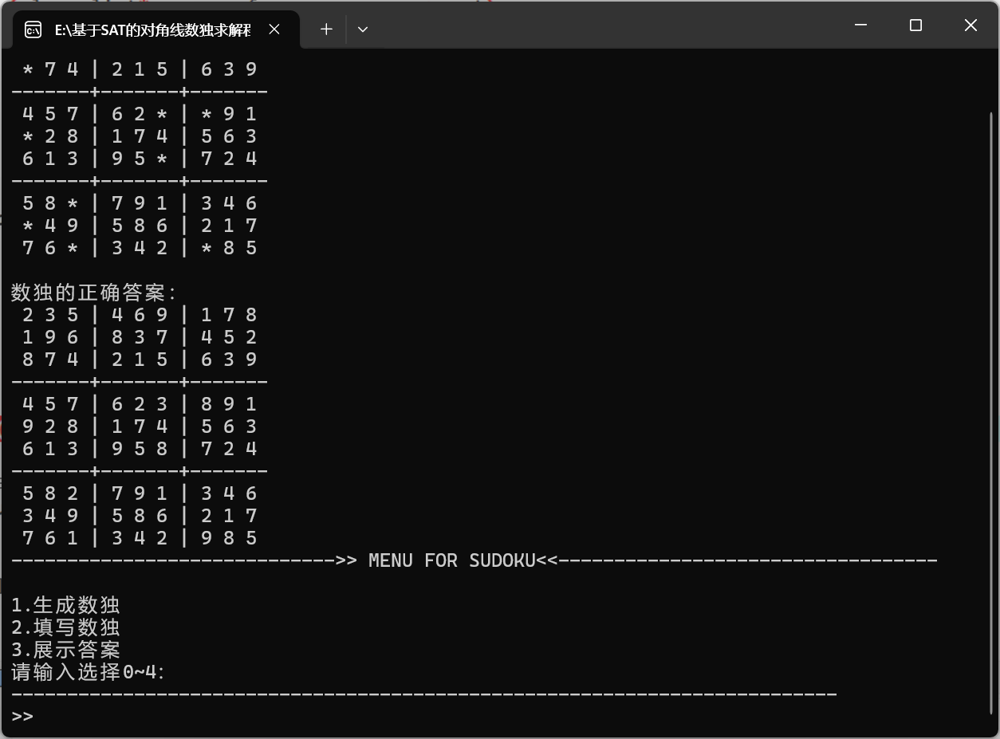 E:\基于SAT的对角线数独求解程
* 7 4 | 2 1 5 | 6 3 9
-------+-------+-------
4 5 7 | 6 2 * | * 9 1
* 2 8 | 1 7 4 | 5 6 3
6 1 3 | 9 5 * | 7 2 4
-------+-------+-------
5 8 * | 7 9 1 | 3 4 6
* 4 9 | 5 8 6 | 2 1 7
7 6 * | 3 4 2 | * 8 5
数独的正确答案:
2 3 5 | 4 6 9 | 1 7 8
1 9 6 | 8 3 7 | 4 5 2
8 7 4 | 2 1 5 | 6 3 9
-------+-------+-------
4 5 7 | 6 2 3 | 8 9 1
9 2 8 | 1 7 4 | 5 6 3
6 1 3 | 9 5 8 | 7 2 4
-------+-------+-------
5 8 2 | 7 9 1 | 3 4 6
3 4 9 | 5 8 6 | 2 1 7
7 6 1 | 3 4 2 | 9 8 5
----------------------------->> MENU FOR SUDOKU<<----------------------------------
1.生成数独
2.填写数独
3.展示答案
请输入选择0~4:
--------------------------------------------------------------------------
>>